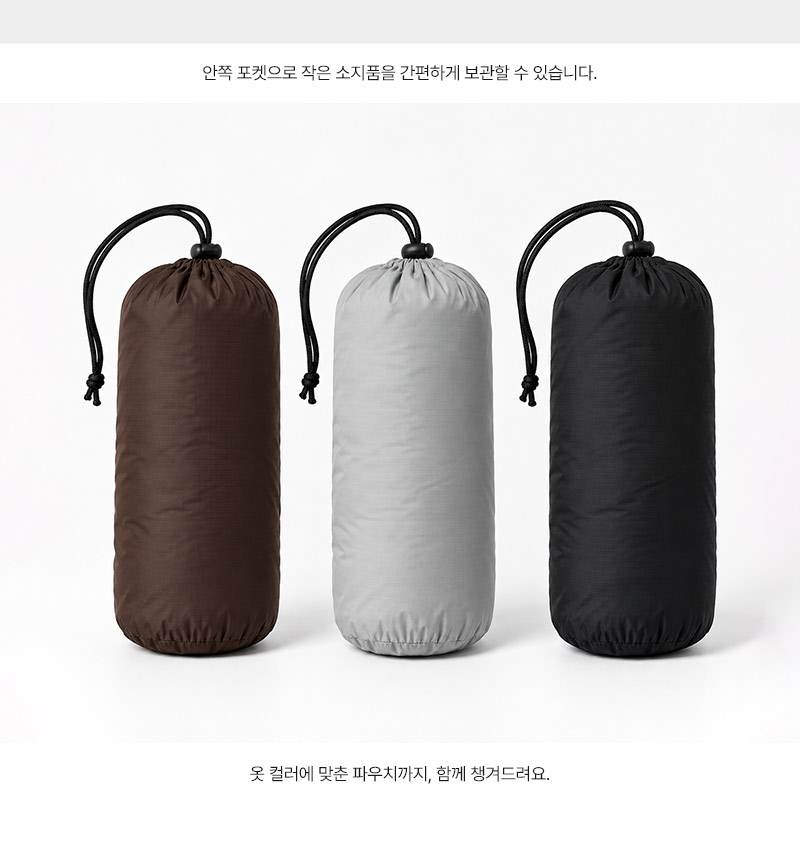 안쪽 포켓으로 작은 소지품을 간편하게 보관할 수 있습니다.
옷 컬러에 맞춘 파우치까지, 함께 챙겨드려요.